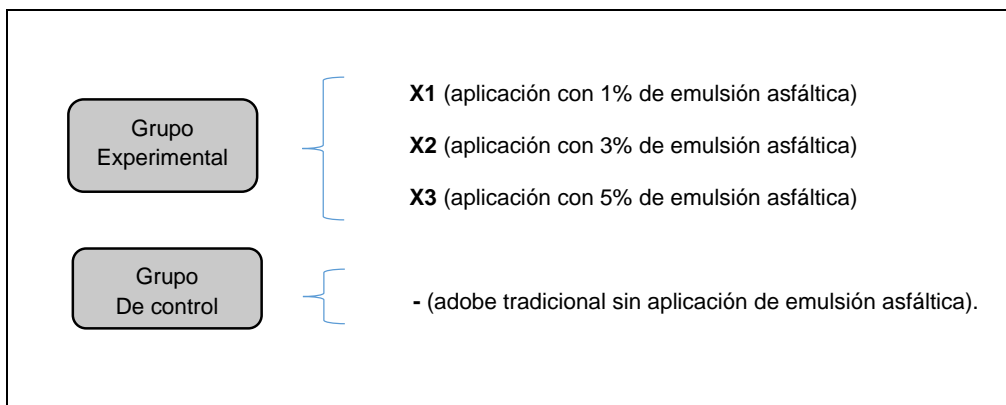 Grupo
Experimental
X1 (aplicación con 1% de emulsión asfáltica)
X2 (aplicación con 3% de emulsión asfáltica)
X3 (aplicación con 5% de emulsión asfáltica)
Grupo
De control
- (adobe tradicional sin aplicación de emulsión asfáltica).